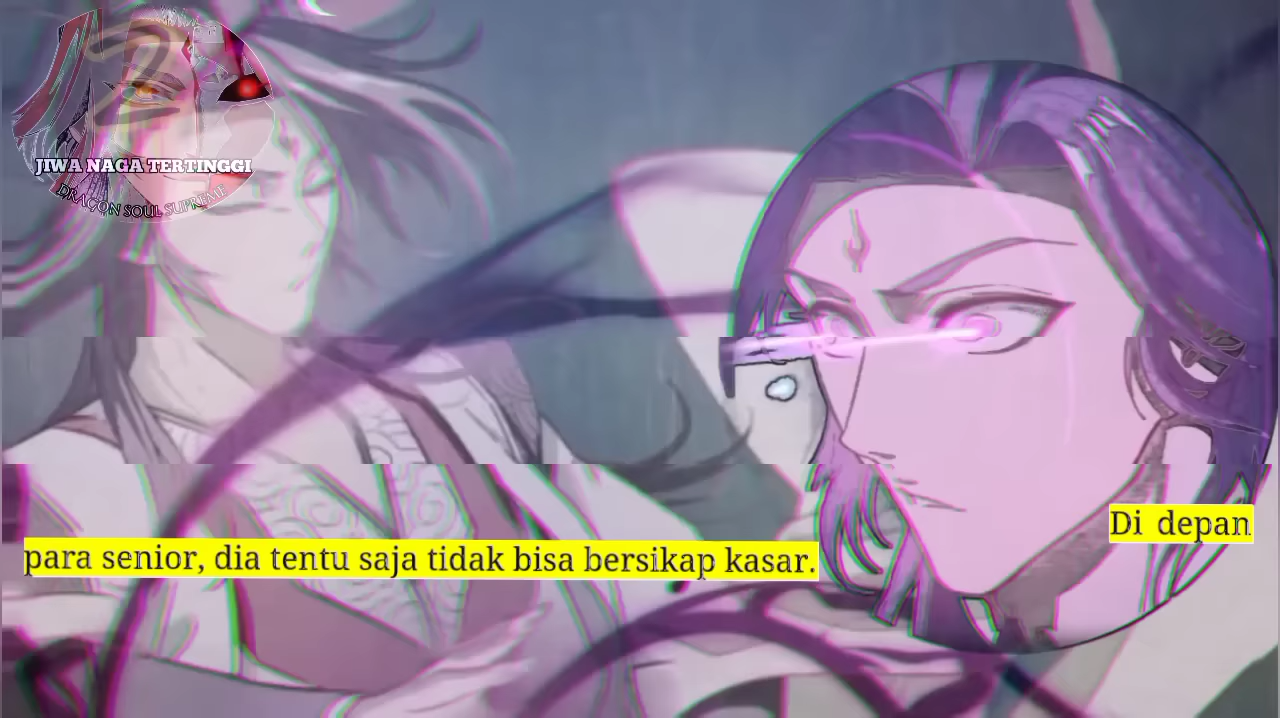 JIWA NAGA TERTINGGI
DRAGON SOUL SUPREME
Di depan
para senior, dia tentu saja tidak bisa bersikap kasar.